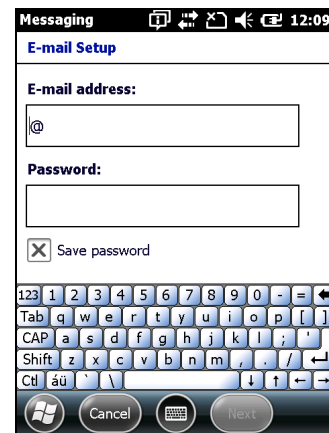 Messaging 12:09
E-mail Setup
E-mail address:
@
Password:
Save password
123 1 2 3 4 5 6 7 8 9 0 - =
Tab q w e r t y u i o p [ ]
CAP a s d f g h j k l ; '
Shift z x c v b n m , . /
Ctl áü ` \
Cancel Next